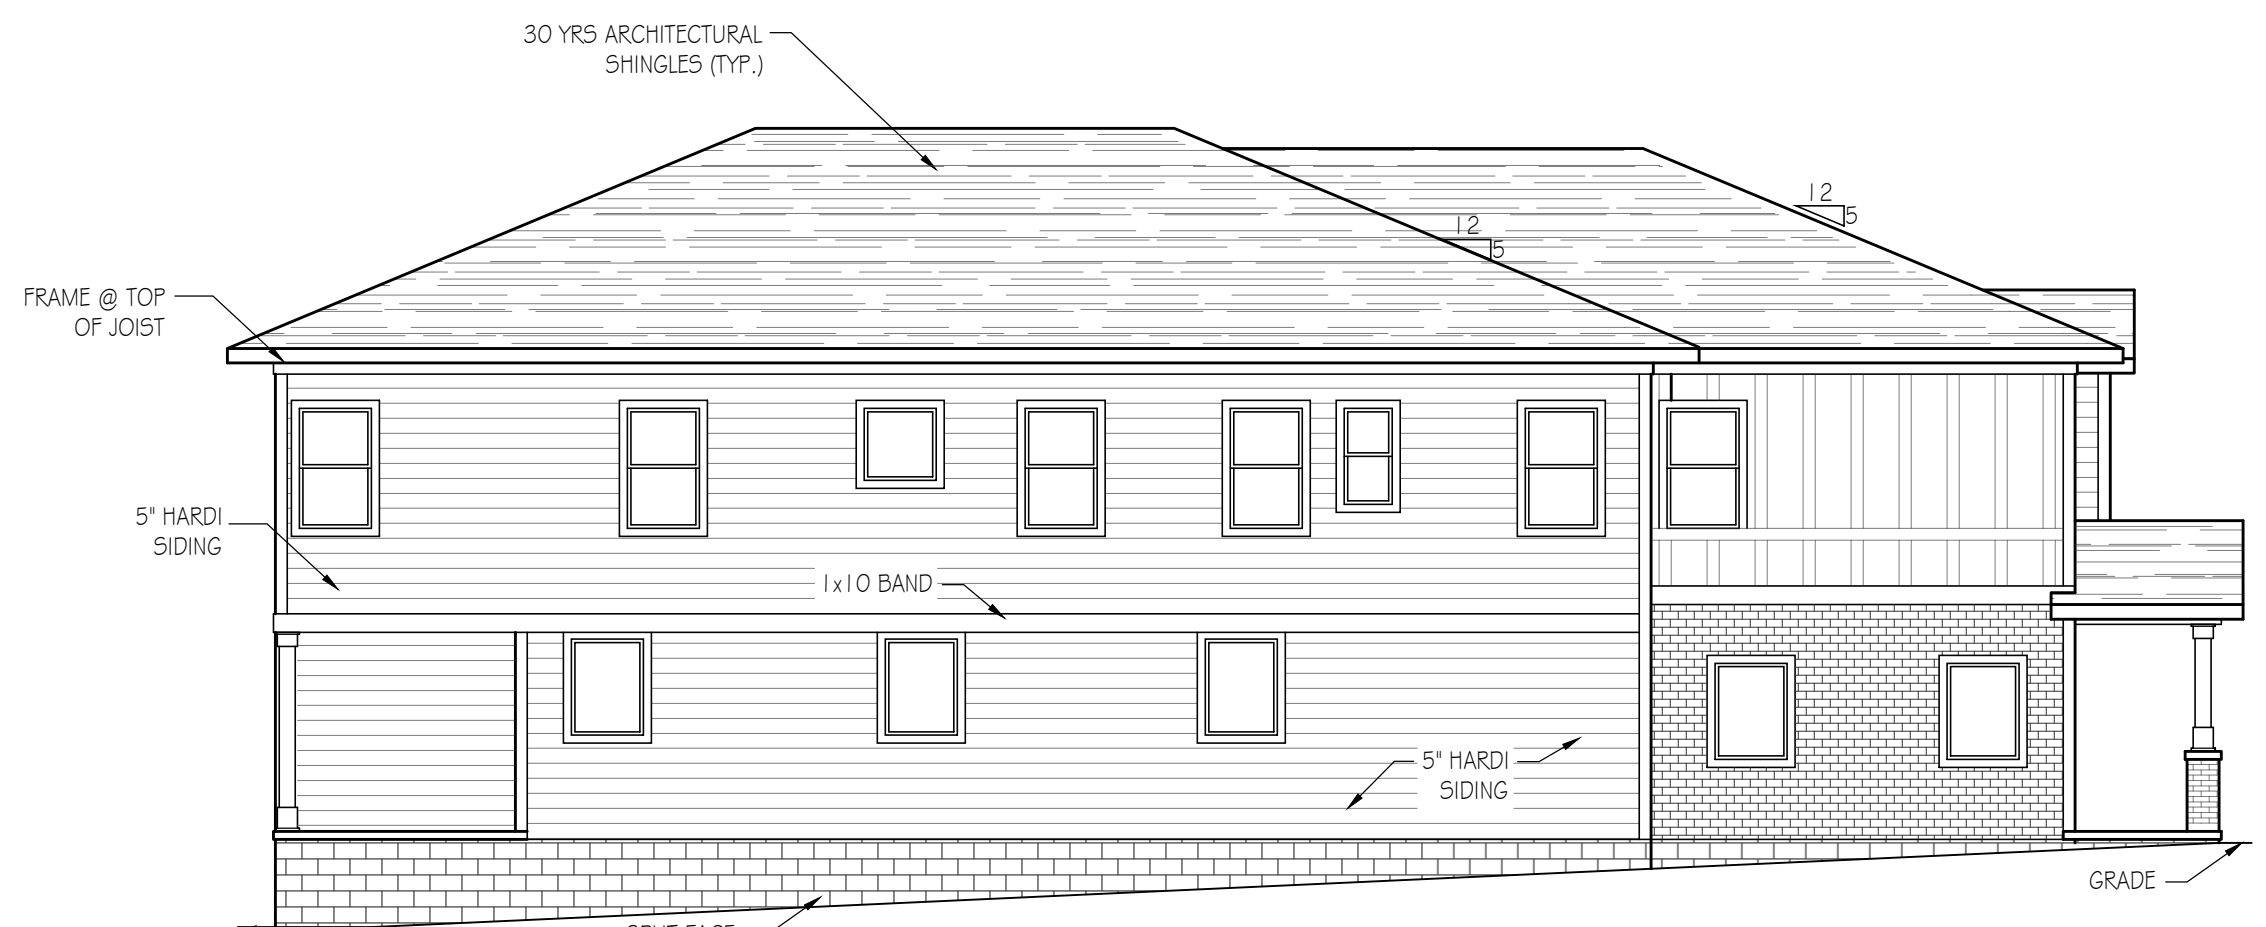 30 YRS ARCHITECTURAL
SHINGLES (TYP.)
12
5
12
5
FRAME @ TOP
OF JOIST
5" HARDI
SIDING
1x10 BAND
5" HARDI
SIDING
GRADE